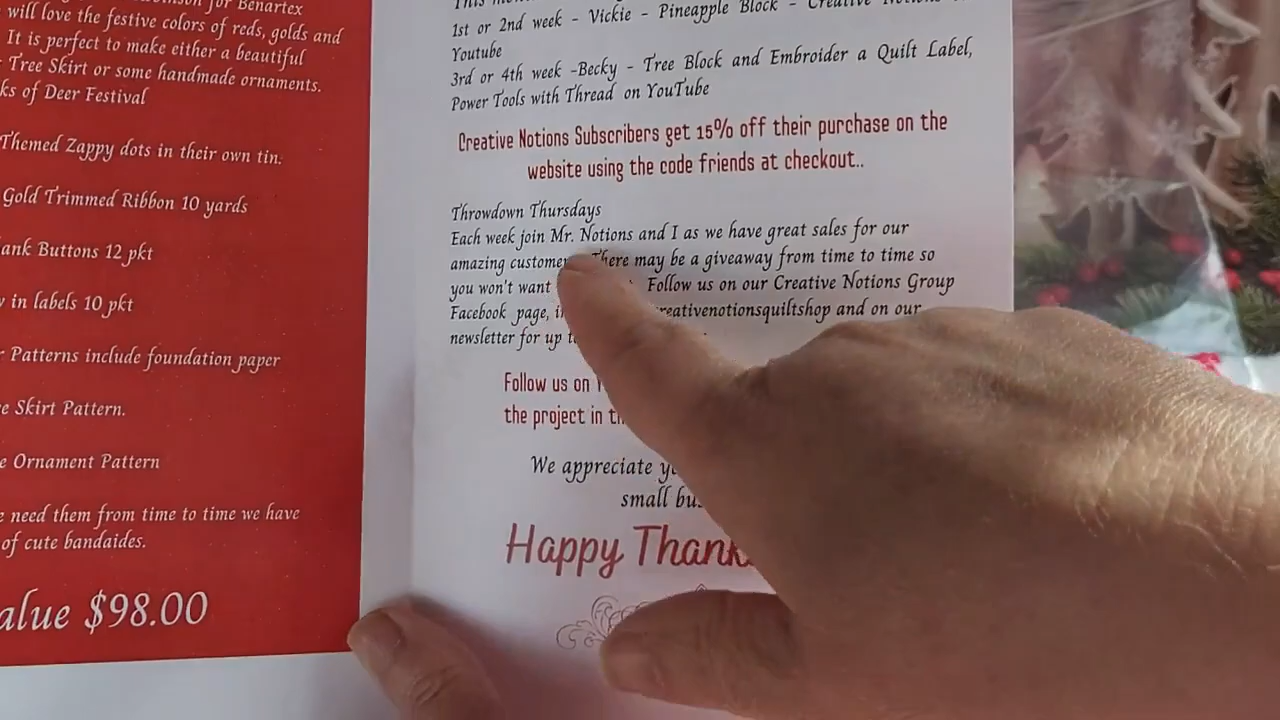 for Benartex
will love the festive colors of reds, golds and
It is perfect to make either a beautiful
Tree Skirt or some handmade ornaments.
of Deer Festival
Themed Zappy dots in their own tin.
Gold Trimmed Ribbon 10 yards
Buttons 12 pkt
in labels 10 pkt
Patterns include foundation paper
Skirt Pattern.
Ornament Pattern
need them from time to time we have
of cute bandaides.
$98.00
1st or 2nd week - Vickie - Pineapple Block - Creative
Youtube
3rd or 4th week -Becky - Tree Block and Embroider a Quilt Label,
Power Tools with Thread on YouTube
Creative Notions Subscribers get 15% off their purchase on the
website using the code friends at checkout..
Throwdown Thursdays
Each week join Mr. Notions and I as we have great sales for our
amazing There may be a giveaway from time to time so
you won't want Follow us on our Creative Notions Group
Facebook page, and on our
newsletter for up
Follow us on
the project in
We appreciate
small
Happy